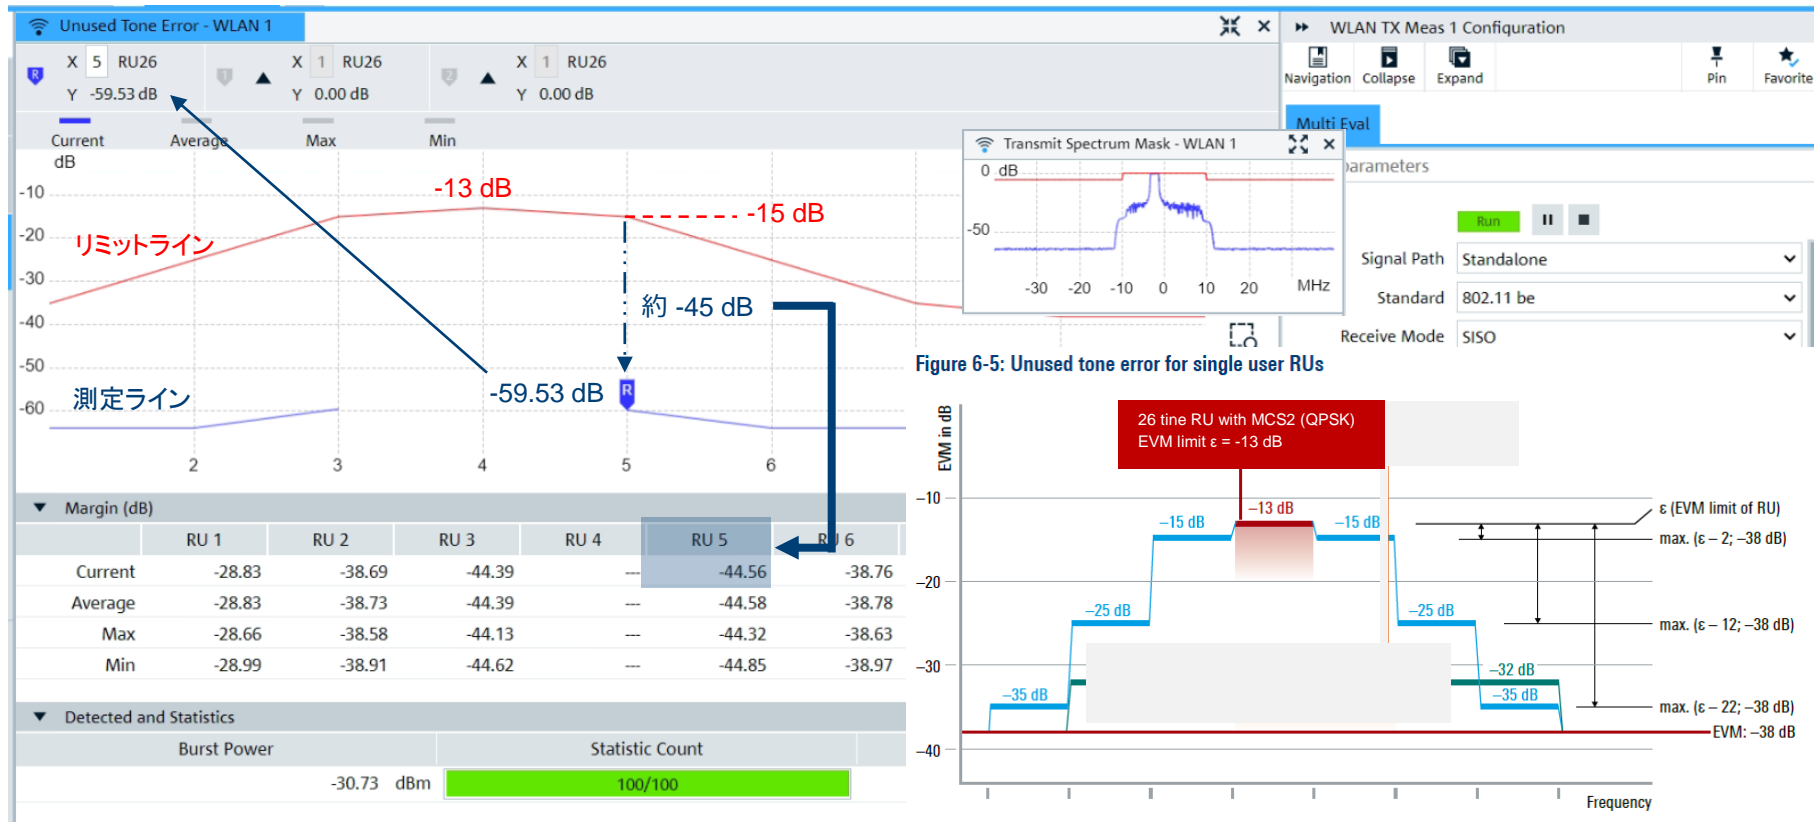 Unused Tone Error - WLAN 1
R
X 5 RU26
Y -59.53 dB
1
X 1 RU26
Y 0.00 dB
2
X 1 RU26
Y 0.00 dB
Current
Average
Max
Min
dB
-10
-20
-30
-40
-50
-60
-13 dB
-15 dB
リミットライン
約 -45 dB
-59.53 dB
R
測定ライン
2
3
4
5
6
Margin (dB)
RU 1 RU 2 RU 3 RU 4 RU 5 RU 6
Current -28.83 -38.69 -44.39 --- -44.56 -38.76
Average -28.83 -38.73 -44.39 --- -44.58 -38.78
Max -28.66 -38.58 -44.13 --- -44.32 -38.63
Min -28.99 -38.91 -44.62 --- -44.85 -38.97
Detected and Statistics
Burst Power Statistic Count
-30.73 dBm 100/100
WLAN TX Meas 1 Configuration
Navigation Collapse Expand Pin Favorite
Multi Eval
arameters
Run
Signal Path Standalone
Standard 802.11 be
Receive Mode SISO
Transmit Spectrum Mask - WLAN 1
0 dB
-50
-30 -20 -10 0 10 20 MHz
Figure 6-5: Unused tone error for single user RUs
EVM in dB
26 tine RU with MCS2 (QPSK)
EVM limit ε = -13 dB
–10
–20
–30
–40
–13 dB
–15 dB
–15 dB
–25 dB
–25 dB
–32 dB
–35 dB
–35 dB
ε (EVM limit of RU)
max. (ε – 2; –38 dB)
max. (ε – 12; –38 dB)
max. (ε – 22; –38 dB)
EVM: –38 dB
Frequency